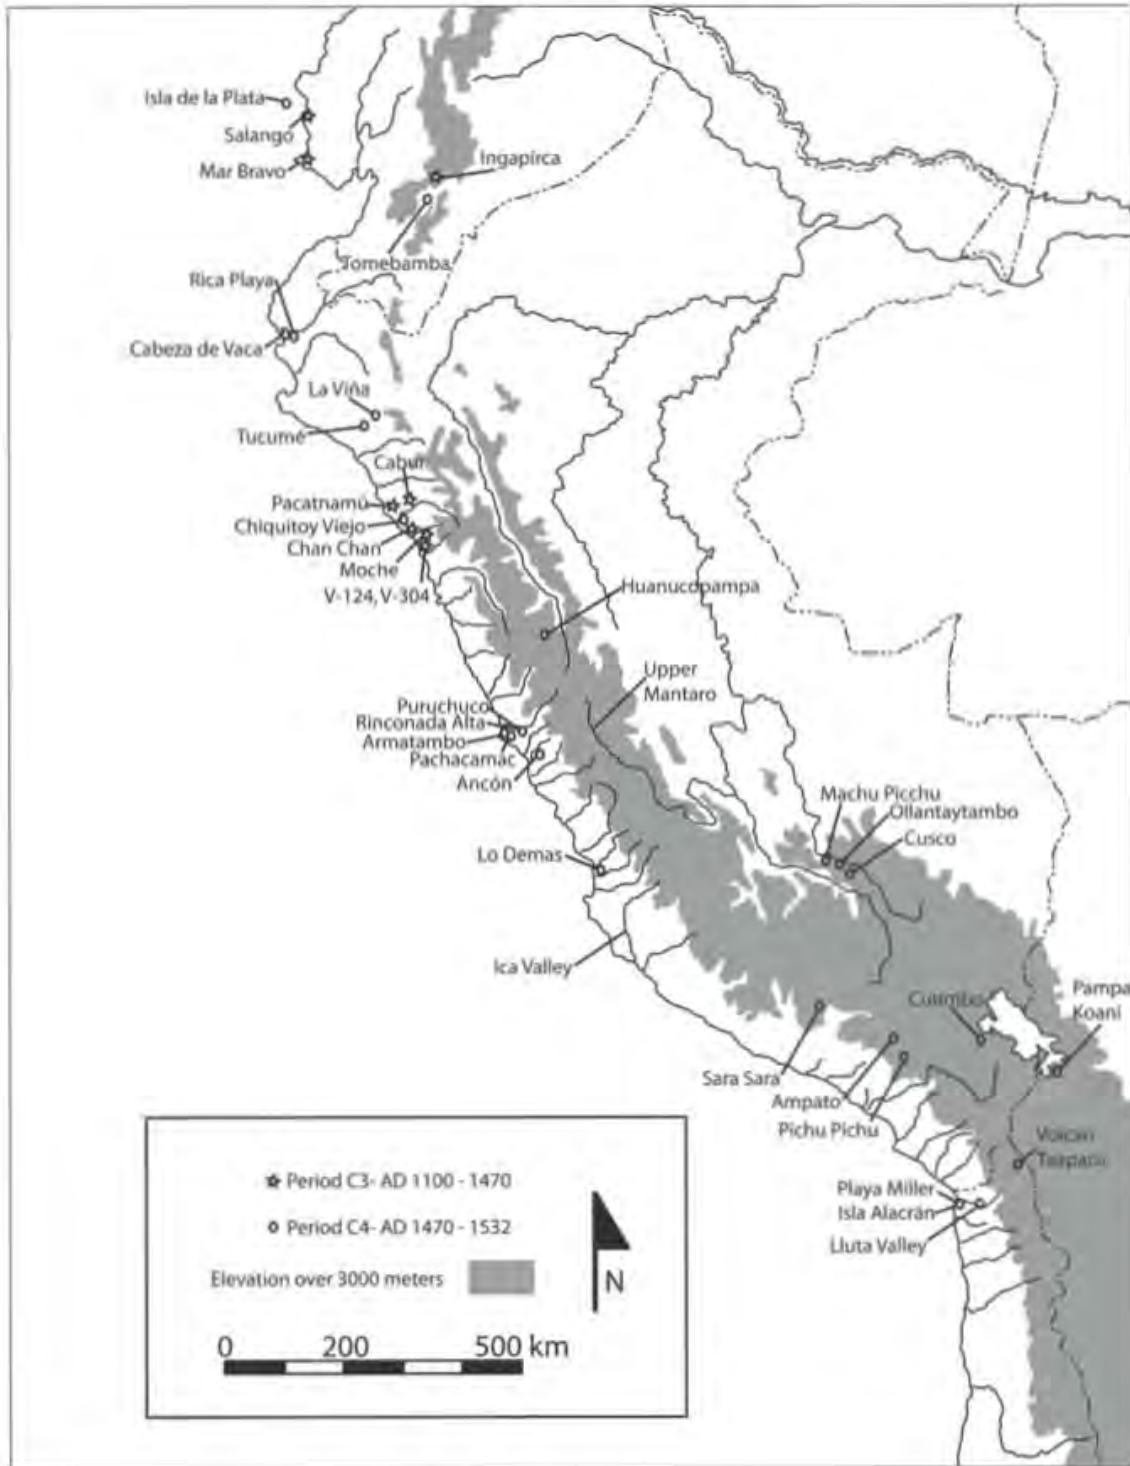 Isla de la Plata
Salango
Mar Bravo
Ingapirca
Tomebamba
Rica Playa
Cabeza de Vaca
La Viña
Tucumé
Cabur
Pacatnamú
Chiquitoy Viejo
Chan Chan
Moche
V-124, V-304
Huanucopampa
Upper
Mantaro
Puruchuco
Rinconada Alta
Armatambo
Pachacamac
Ancón
Machu Picchu
Ollantaytambo
Cusco
Lo Demas
Ica Valley
Cutimbo
Pampa
Koani
Sara Sara
Ampato
Pichu Pichu
Volcan
Playa Miller
Isla Alacrán
Lluta Valley
Period C3- AD 1100 - 1470
Period C4- AD 1470 - 1532
Elevation over 3000 meters
N
0 200 500 km